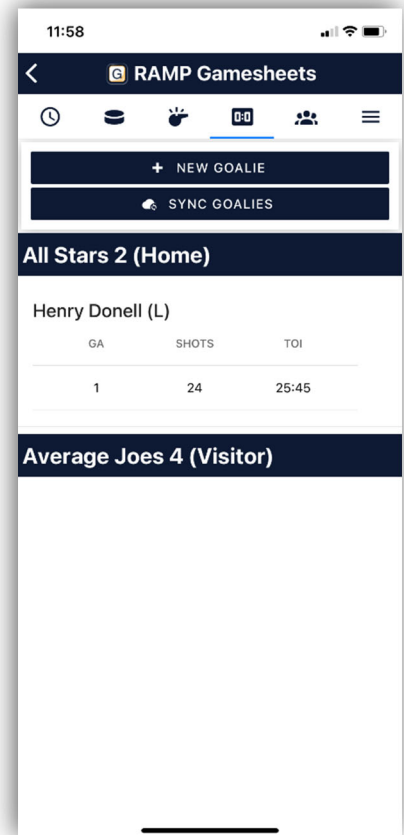 11:58
G RAMP Gamesheets
0:0
+ NEW GOALIE
SYNC GOALIES
All Stars 2 (Home)
Henry Donell (L)
GA SHOTS TOI
1 24 25:45
Average Joes 4 (Visitor)